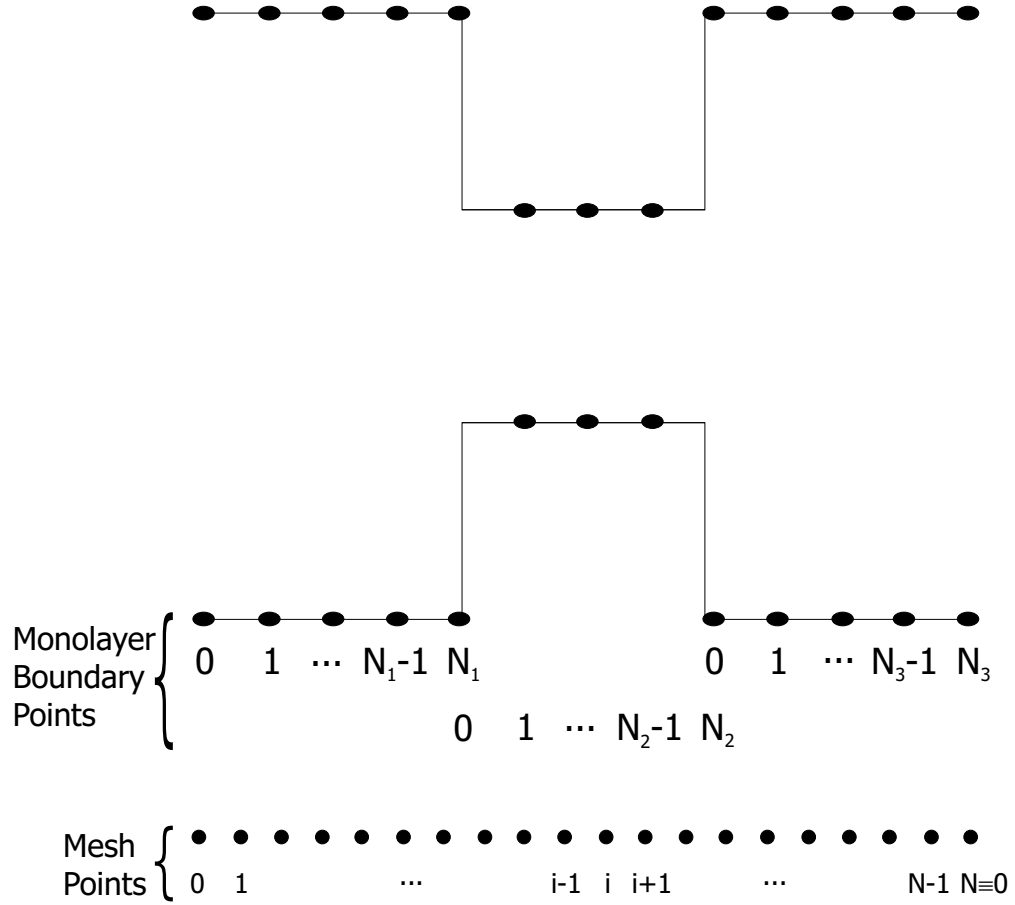 Monolayer
Boundary
Points
0 1 ... N₁-1 N₁
0 1 ... N₃-1 N₃
0 1 ... N₂-1 N₂
Mesh
Points
0 1 ... i-1 i i+1 ... N-1 N≡0